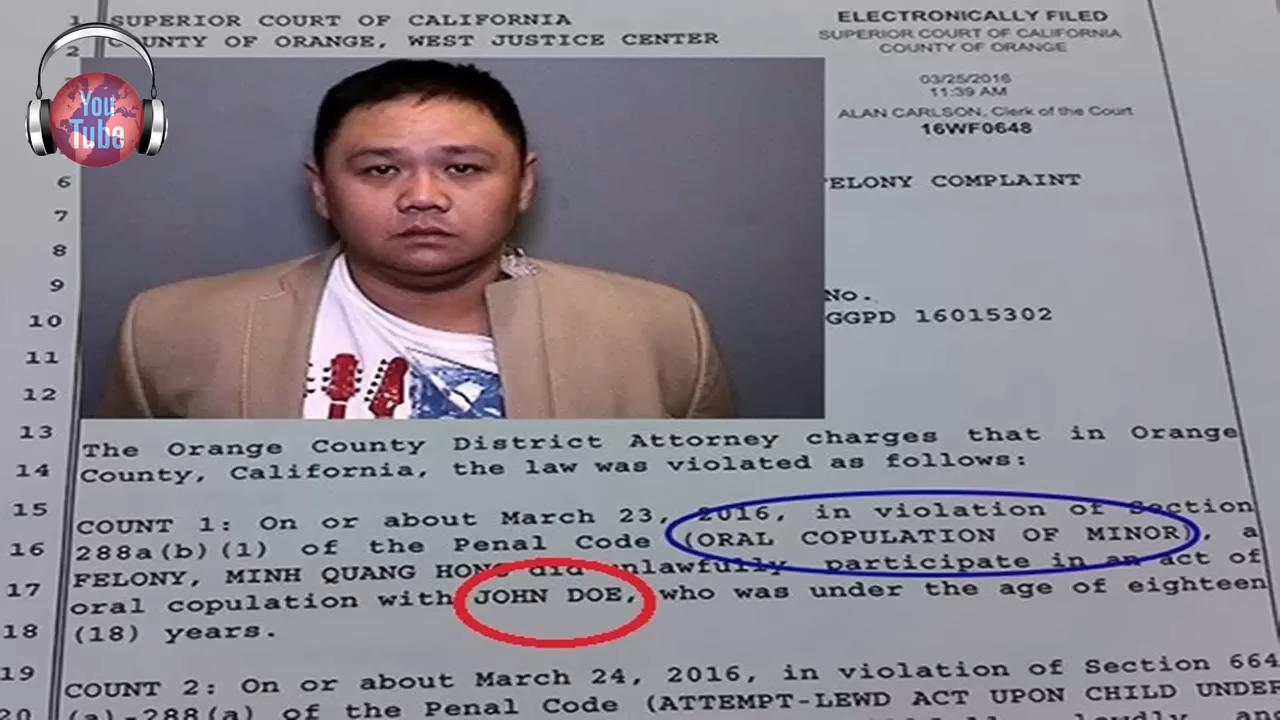 You
Tube
1 SUPERIOR COURT OF CALIFORNIA
2 COUNTY OF ORANGE, WEST JUSTICE CENTER
ELECTRONICALLY FILED
SUPERIOR COURT OF CALIFORNIA
COUNTY OF ORANGE
03/25/2016
11:39 AM
ALAN CARLSON, Clerk of the Court
16WF0648
6 ELONY COMPLAINT
7
8
9 No.
10 GGPD 16015302
11
12
13 The Orange County District Attorney charges that in Orange
14 County, California, the law was violated as follows:
15 COUNT 1: On or about March 23, 2016, in violation of Section
16 288a(b)(1) of the Penal Code (ORAL COPULATION OF MINOR), a
17 FELONY, MINH QUANG HONG did unlawfully participate in an act of
oral copulation with JOHN DOE, who was under the age of eighteen
18 (18) years.
19 COUNT 2: On or about March 24, 2016, in violation of Section 664
20 (a)-288(a) of the Penal Code (ATTEMPT-LEWD ACT UPON CHILD UNDER